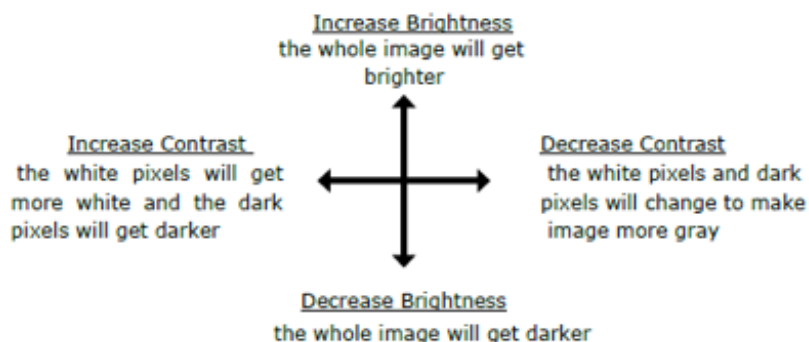 Increase Brightness
the whole image will get
brighter
Increase Contrast
the white pixels will get
more white and the dark
pixels will get darker
Decrease Contrast
the white pixels and dark
pixels will change to make
image more gray
Decrease Brightness
the whole image will get darker